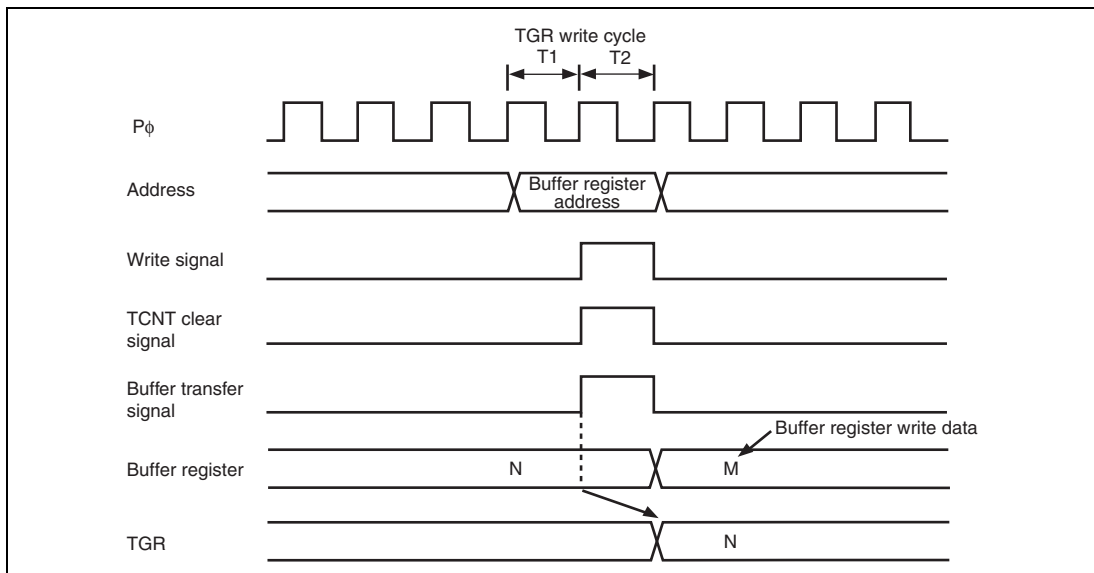 TGR write cycle
T1 T2
Pϕ
Address
Buffer register
address
Write signal
TCNT clear
signal
Buffer transfer
signal
Buffer register write data
Buffer register
N M
TGR
N